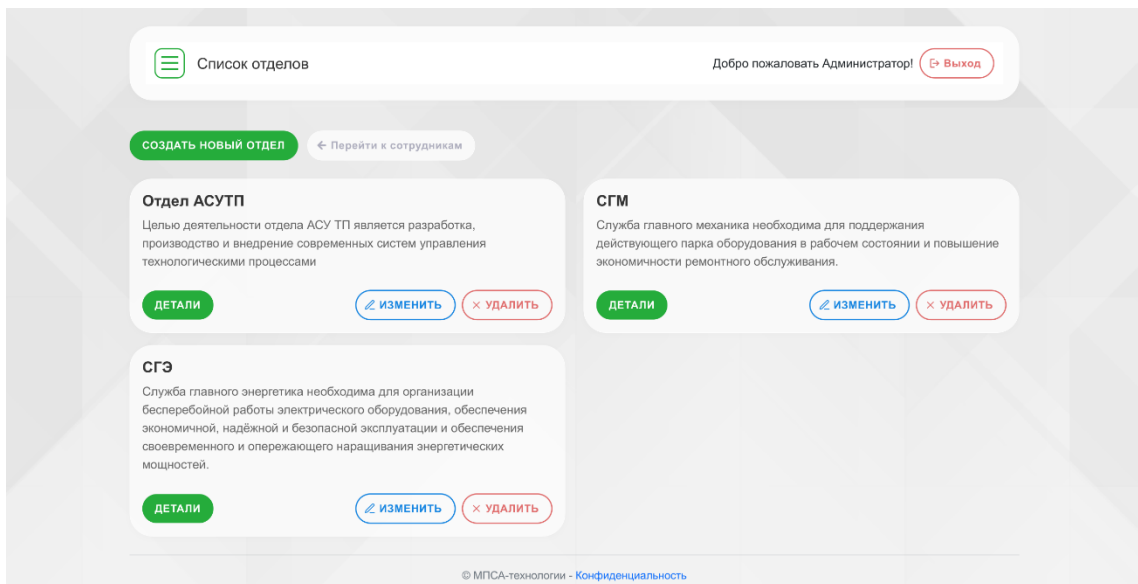 Список отделов
Добро пожаловать Администратор!
Выход
СОЗДАТЬ НОВЫЙ ОТДЕЛ
← Перейти к сотрудникам
Отдел АСУТП
Целью деятельности отдела АСУ ТП является разработка,
производство и внедрение современных систем управления
технологическими процессами
ДЕТАЛИ
ИЗМЕНИТЬ
× УДАЛИТЬ
СГМ
Служба главного механика необходима для поддержания
действующего парка оборудования в рабочем состоянии и повышение
экономичности ремонтного обслуживания.
ДЕТАЛИ
ИЗМЕНИТЬ
× УДАЛИТЬ
СГЭ
Служба главного энергетика необходима для организации
бесперебойной работы электрического оборудования, обеспечения
экономичной, надёжной и безопасной эксплуатации и обеспечения
своевременного и опережающего наращивания энергетических
мощностей.
ДЕТАЛИ
ИЗМЕНИТЬ
× УДАЛИТЬ
© МПСА-технологии - Конфиденциальность